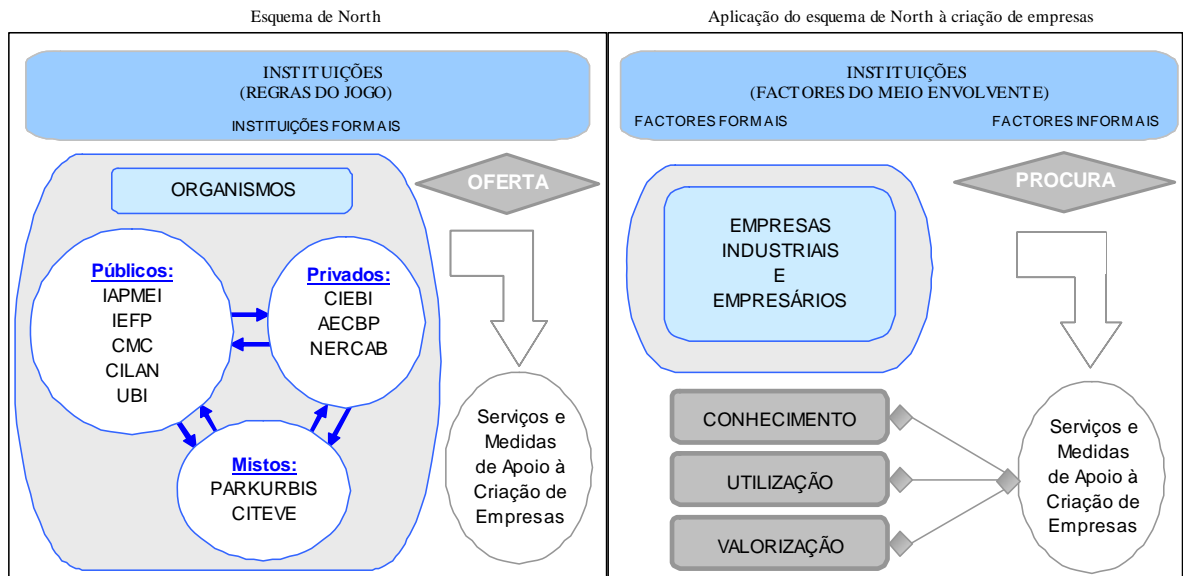 Esquema de North
INSTITUIÇÕES
(REGRAS DO JOGO)
INSTITUIÇÕES FORMAIS
ORGANISMOS
OFERTA
Públicos:
IAPMEI
IEFP
CMC
CILAN
UBI
Privados:
CIEBI
AECBP
NERCAB
Mistos:
PARKURBIS
CITEVE
Serviços e
Medidas
de Apoio à
Criação de
Empresas
Aplicação do esquema de North à criação de empresas
INSTITUIÇÕES
(FACTORES DO MEIO ENVOLVENTE)
FACTORES FORMAIS
FACTORES INFORMAIS
EMPRESAS
INDUSTRIAIS
E
EMPRESÁRIOS
PROCURA
CONHECIMENTO
UTILIZAÇÃO
VALORIZAÇÃO
Serviços e
Medidas
de Apoio à
Criação de
Empresas